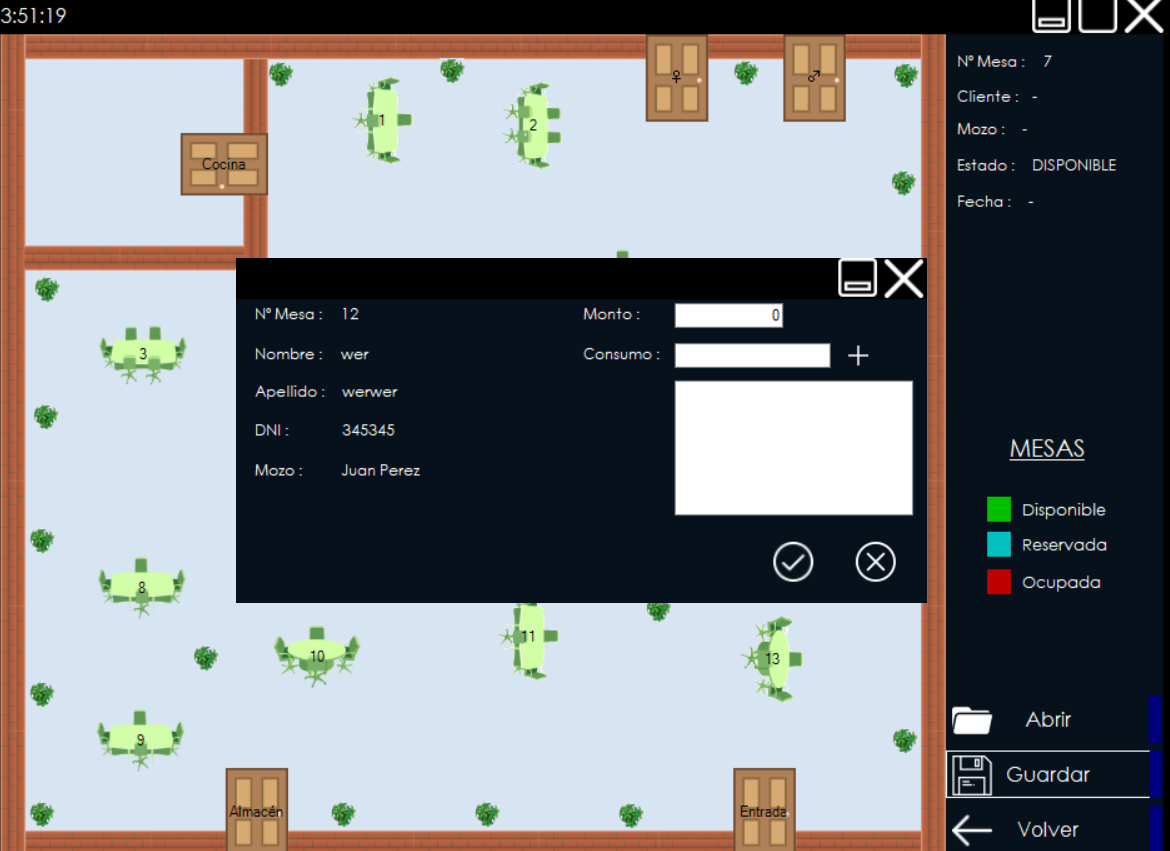 3:51:19
♀
♂
Cocina
1
2
3
8
9
10
11
13
Almacén
Entrada
Nº Mesa : 12
Nombre : wer
Apellido : werwer
DNI : 345345
Mozo : Juan Perez
Monto : 0
Consumo :
Nº Mesa : 7
Cliente : -
Mozo : -
Estado : DISPONIBLE
Fecha : -
MESAS
Disponible
Reservada
Ocupada
Abrir
Guardar
Volver